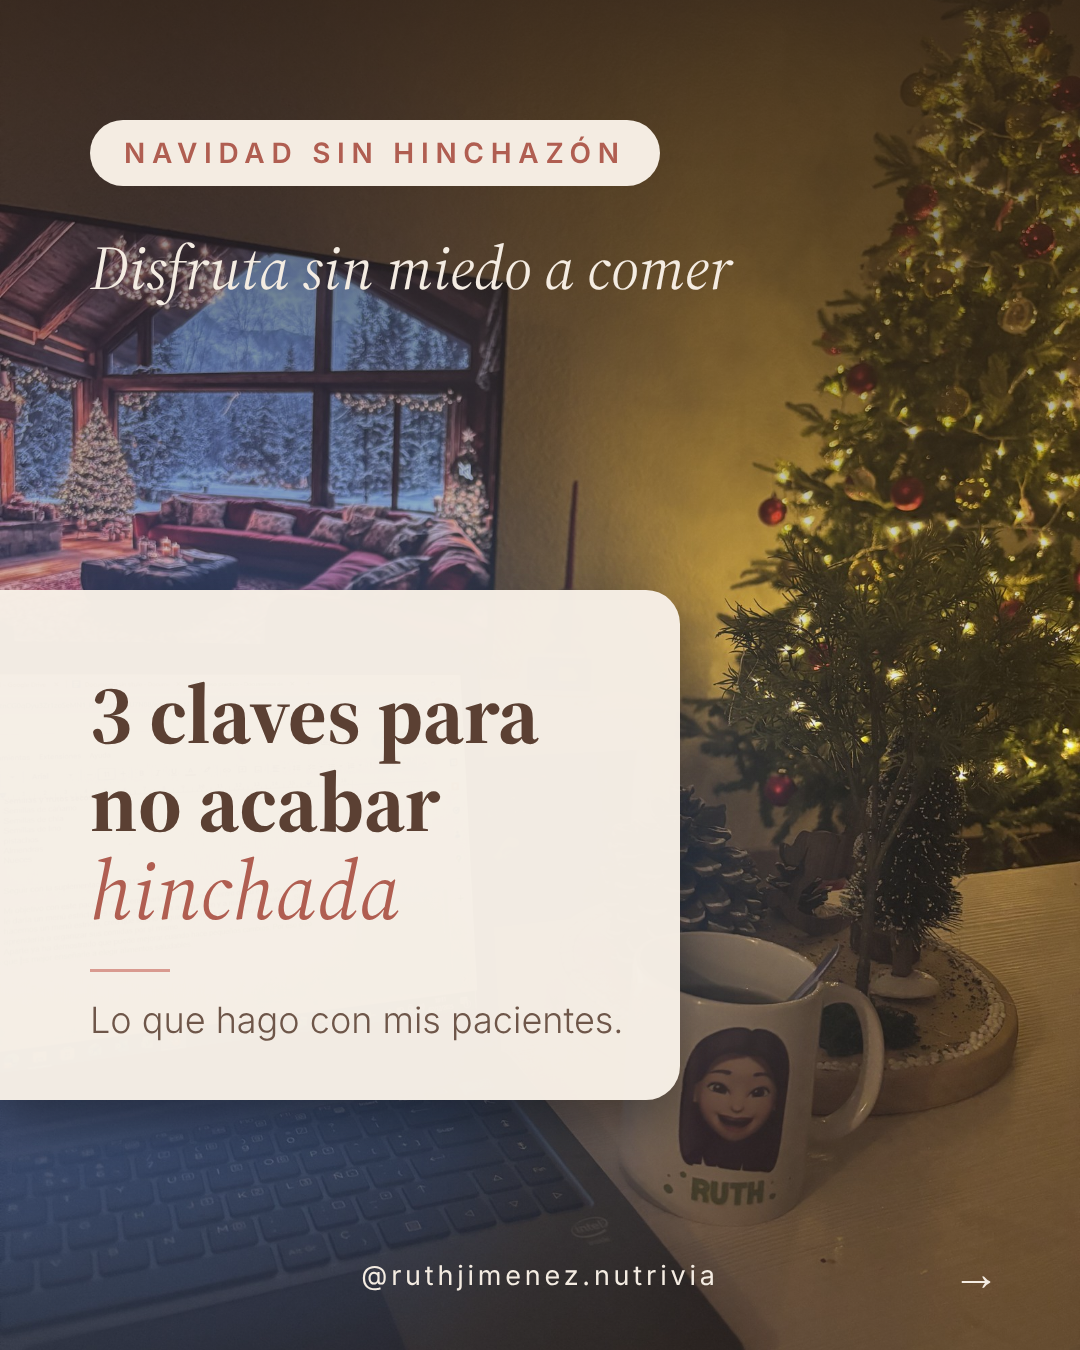 NAVIDAD SIN HINCHAZÓN
Disfruta sin miedo a comer
3 claves para
no acabar
hinchada
Lo que hago con mis pacientes.
RUTH
@ruthjimenez.nutrivia →